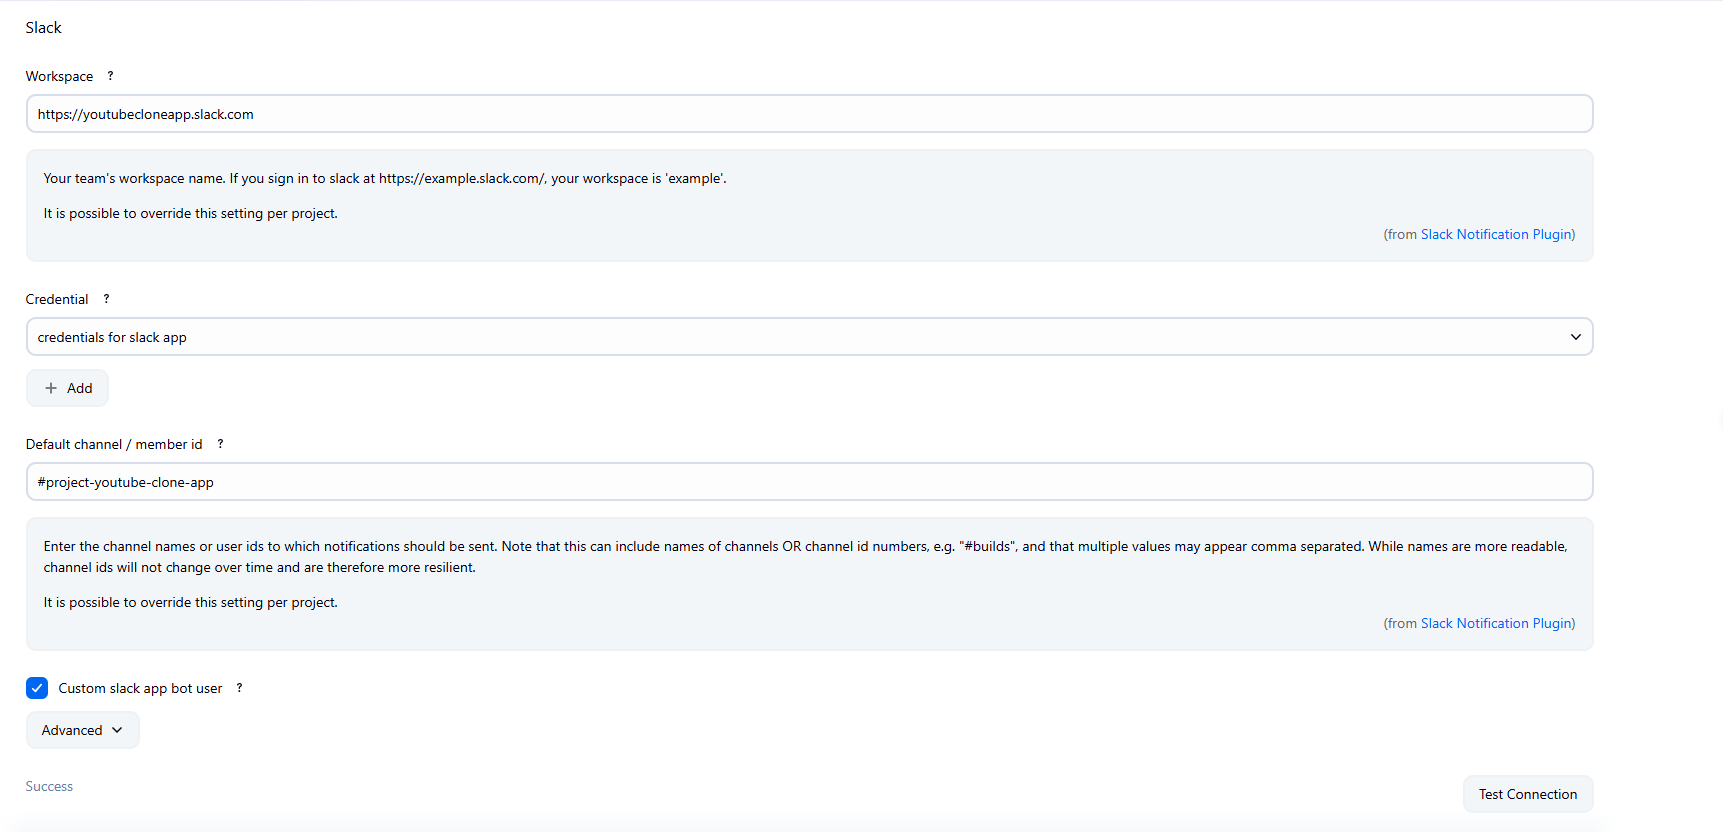 Slack
Workspace ?
https://youtubecloneapp.slack.com
Your team's workspace name. If you sign in to slack at https://example.slack.com/, your workspace is 'example'.
It is possible to override this setting per project.
(from Slack Notification Plugin)
Credential ?
credentials for slack app
+ Add
Default channel / member id ?
#project-youtube-clone-app
Enter the channel names or user ids to which notifications should be sent. Note that this can include names of channels OR channel id numbers, e.g. "#builds", and that multiple values may appear comma separated. While names are more readable,
channel ids will not change over time and are therefore more resilient.
It is possible to override this setting per project.
(from Slack Notification Plugin)
Custom slack app bot user ?
Advanced
Success
Test Connection